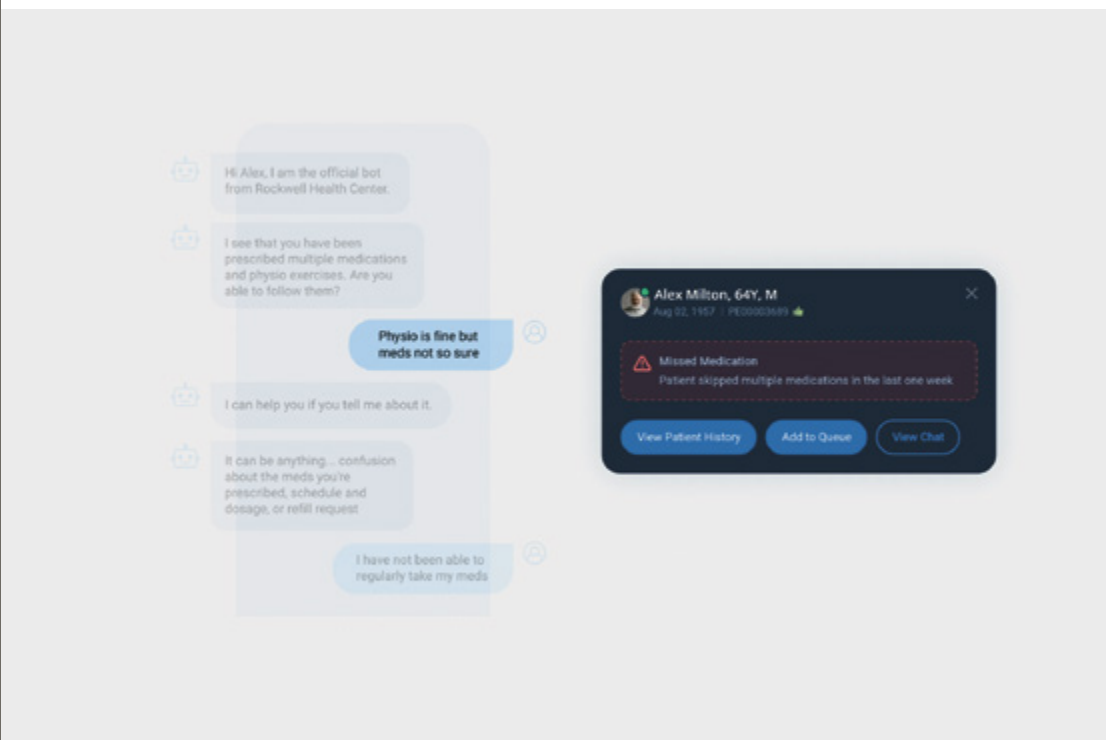 Hi Alex, I am the official bot
from Rockwell Health Center.
I see that you have been
prescribed multiple medications
and physio exercises. Are you
able to follow them?
Physio is fine but
meds not so sure
I can help you if you tell me about it.
It can be anything... confusion
about the meds you're
prescribed, schedule and
dosage, or refill request
I have not been able to
regularly take my meds
Alex Milton, 64Y, M
Aug 02, 1957 | PE00003689
Missed Medication
Patient skipped multiple medications in the last one week
View Patient History
Add to Queue
View Chat